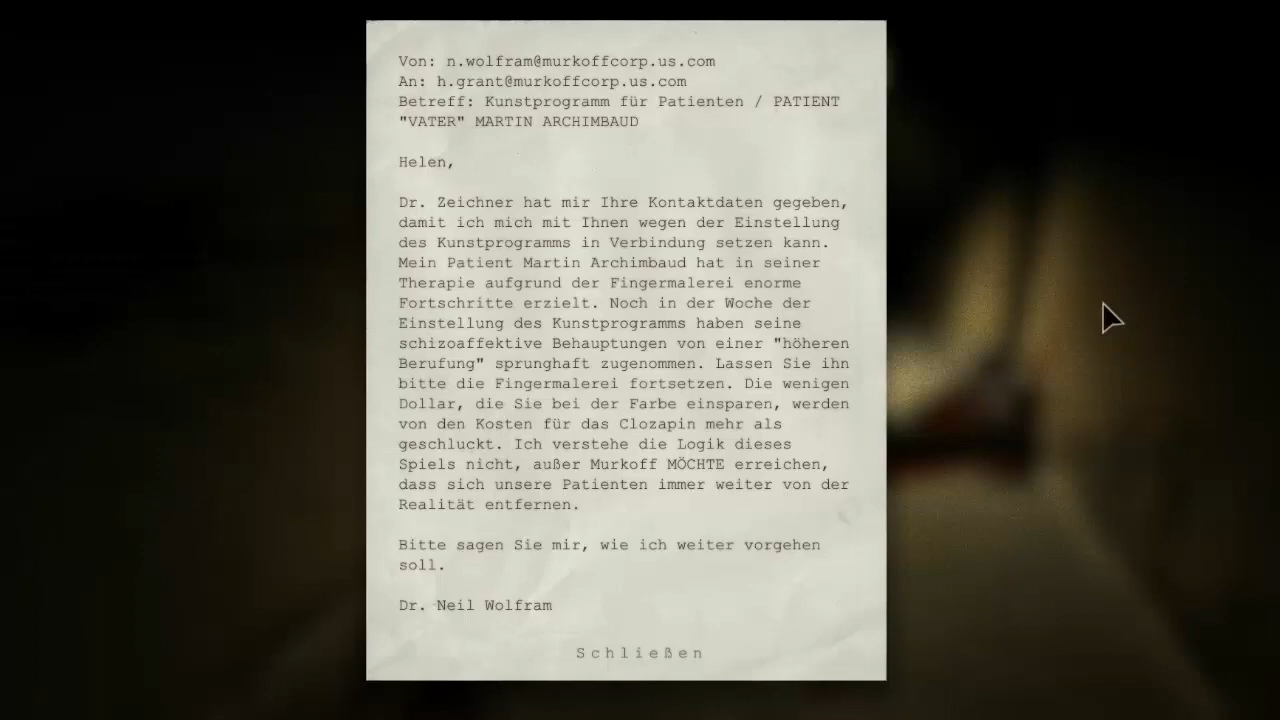 Von: n.wolfram@murkoffcorp.us.com
An: h.grant@murkoffcorp.us.com
Betreff: Kunstprogramm für Patienten / PATIENT
"VATER" MARTIN ARCHIMBAUD
Helen,
Dr. Zeichner hat mir Ihre Kontaktdaten gegeben,
damit ich mich mit Ihnen wegen der Einstellung
des Kunstprogramms in Verbindung setzen kann.
Mein Patient Martin Archimbaud hat in seiner
Therapie aufgrund der Fingermalerei enorme
Fortschritte erzielt. Noch in der Woche der
Einstellung des Kunstprogramms haben seine
schizoaffektive Behauptungen von einer "höheren
Berufung" sprunghaft zugenommen. Lassen Sie ihn
bitte die Fingermalerei fortsetzen. Die wenigen
Dollar, die Sie bei der Farbe einsparen, werden
von den Kosten für das Clozapin mehr als
geschluckt. Ich verstehe die Logik dieses
Spiels nicht, außer Murkoff MÖCHTE erreichen,
dass sich unsere Patienten immer weiter von der
Realität entfernen.
Bitte sagen Sie mir, wie ich weiter vorgehen
soll.
Dr. Neil Wolfram
Schließen